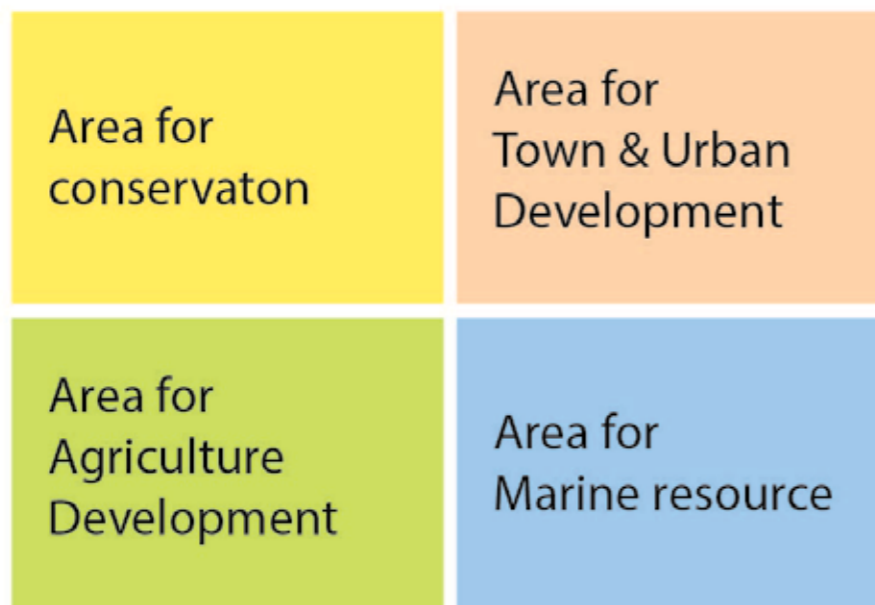 Area for
conservaton
Area for
Town & Urban
Development
Area for
Agriculture
Development
Area for
Marine resource